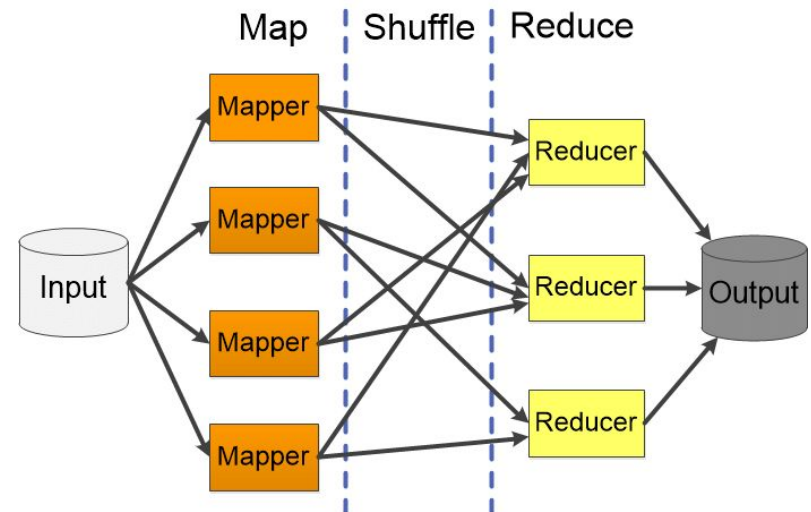 Map
Shuffle
Reduce
Mapper
Mapper
Mapper
Mapper
Input
Reducer
Reducer
Reducer
Output